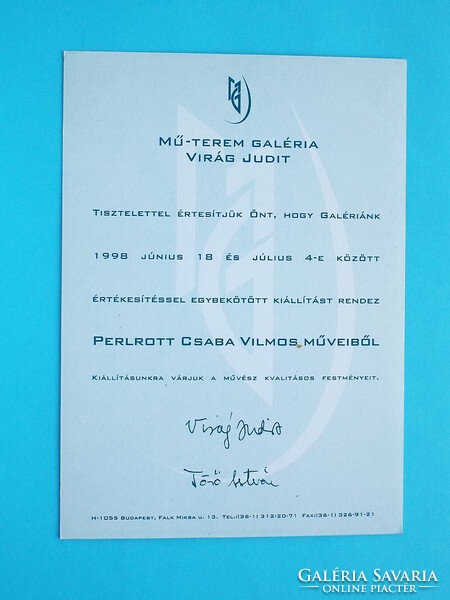 MŰ-TEREM GALÉRIA
VIRÁG JUDIT
TISZTELETTEL ÉRTESÍTJÜK ÖNT, HOGY GALÉRIÁNK
1998 JÚNIUS 18 ÉS JÚLIUS 4-E KÖZÖTT
ÉRTÉKESÍTÉSSEL EGYBEKÖTÖTT KIÁLLÍTÁST RENDEZ
PERLROTT CSABA VILMOS MŰVEIBŐL
KIÁLLÍTÁSUNKRA VÁRJUK A MŰVÉSZ KVALITÁSOS FESTMÉNYEIT.
Virág Judit
Törő István
H-1055 BUDAPEST, FALK MIKSA U. 13. TEL:(36-1) 312-20-71 FAX:(36-1) 326-91-21
GALÉRIA SAVARIA
ONLINE PIACTÉR